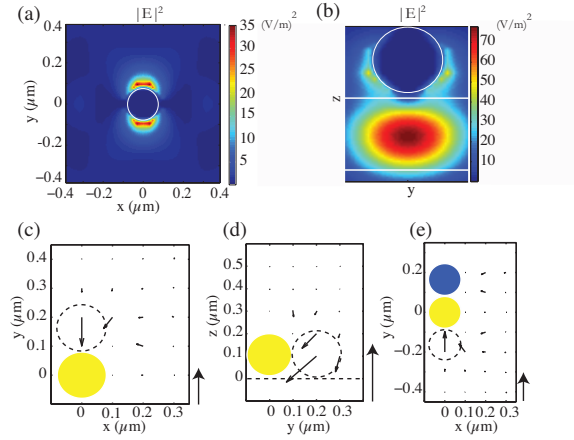 (a)
|E|²
(V/m)²
0.4
0.2
0
-0.2
-0.4
y (µm)
−0.4
−0.2
0
0.2
0.4
x (µm)
35
30
25
20
15
10
5
(b)
|E|²
(V/m)²
z
y
70
60
50
40
30
20
10
(c)
0.4
0.3
0.2
0.1
0
y (µm)
0
0.1
0.2
0.3
x (µm)
(d)
0.5
0.4
0.3
0.2
0.1
0
z (µm)
0
0.1
0.2
0.3
0.4
y (µm)
(e)
0.2
0
−0.2
−0.4
y (µm)
0
0.1
0.2
0.3
x (µm)